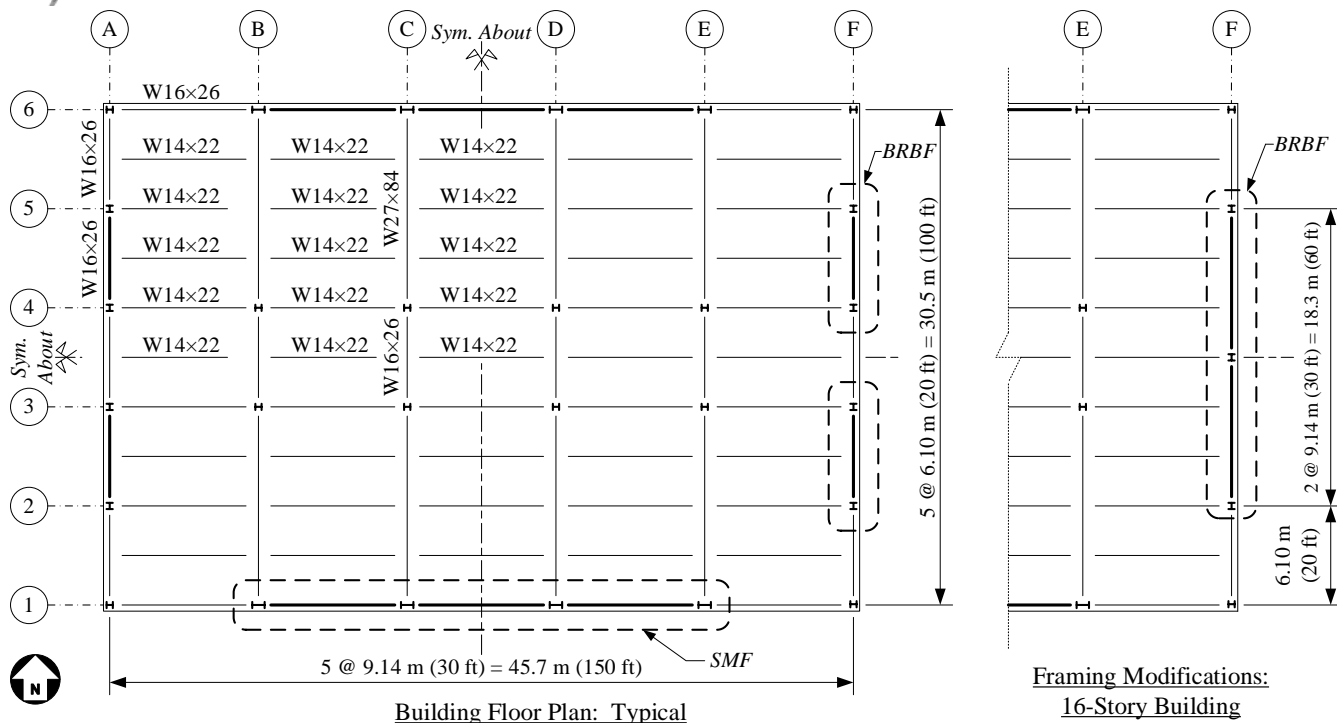 A B C Sym. About D E F E F
6 W16×26
W16×26 W14×22 W14×22 W14×22
BRBF BRBF
W14×22 W14×22 W27×84 W14×22
5
W16×26 W14×22 W14×22 W14×22
W14×22 W14×22 W14×22
4
Sym. About W14×22 W14×22 W16×26 W14×22
5 @ 6.10 m (20 ft) = 30.5 m (100 ft)
2 @ 9.14 m (30 ft) = 18.3 m (60 ft)
3
2
6.10 m
(20 ft)
1
5 @ 9.14 m (30 ft) = 45.7 m (150 ft)
SMF
N
Building Floor Plan: Typical
Framing Modifications:
16-Story Building